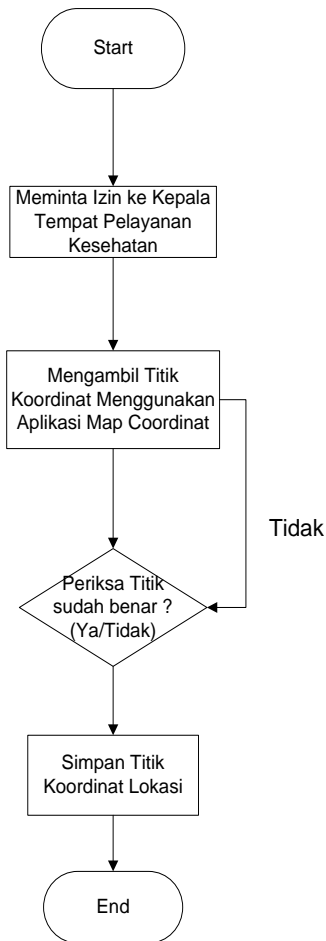 Start
Meminta Izin ke Kepala
Tempat Pelayanan
Kesehatan
Mengambil Titik
Koordinat Menggunakan
Aplikasi Map Coordinat
Tidak
Periksa Titik
sudah benar ?
(Ya/Tidak)
Simpan Titik
Koordinat Lokasi
End